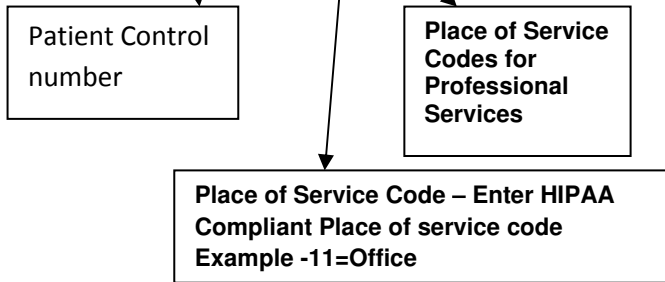 Patient Control
number
Place of Service
Codes for
Professional
Services
Place of Service Code – Enter HIPAA
Compliant Place of service code
Example -11=Office